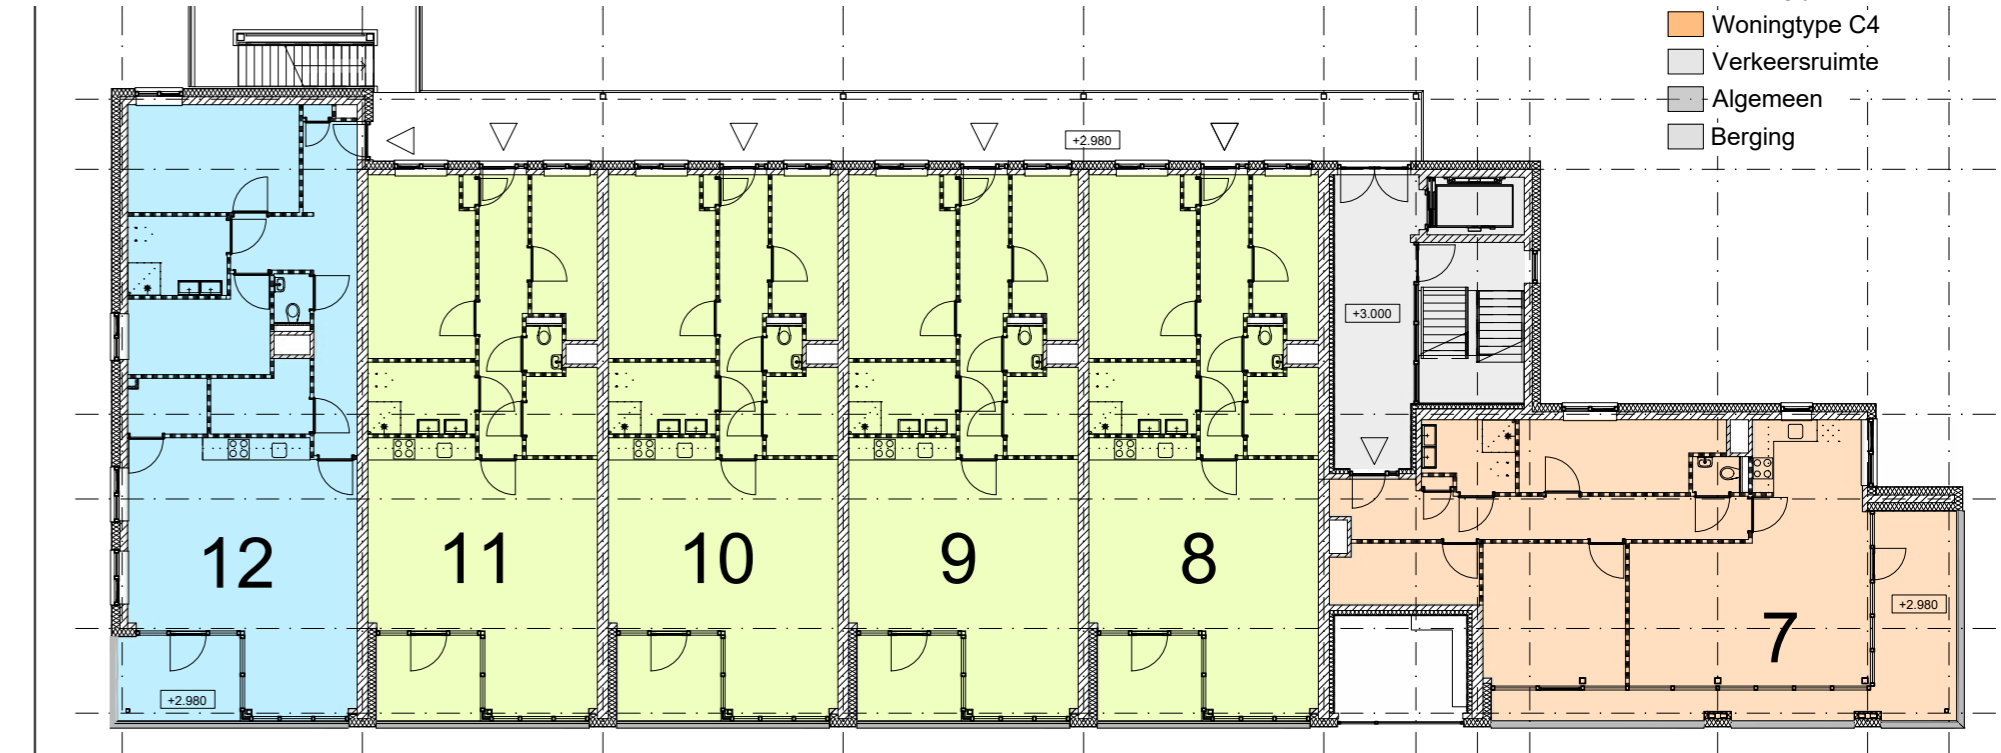 Woningtype C4
Verkeersruimte
Algemeen
Berging
+2.980
+3.000
12
11
10
9
8
7
+2.980
+2.980